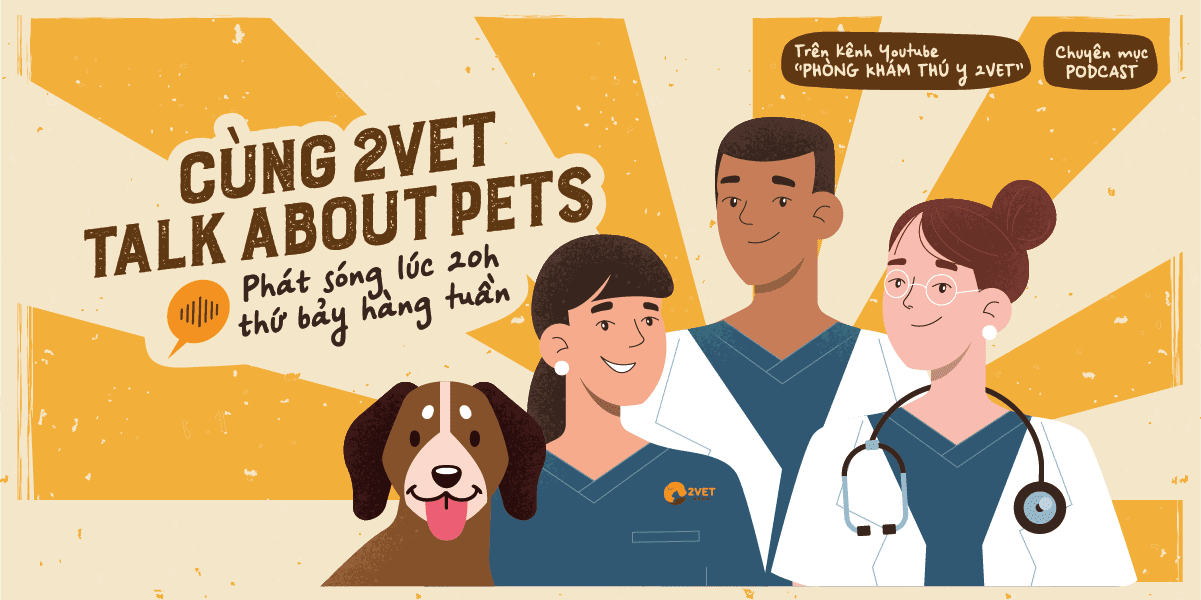 Trên kênh Youtube
"PHÒNG KHÁM THÚ Y 2VET"
Chuyên mục
PODCAST
CÙNG 2VET
TALK ABOUT PETS
Phát sóng lúc 20h
thứ bảy hàng tuần
2VET